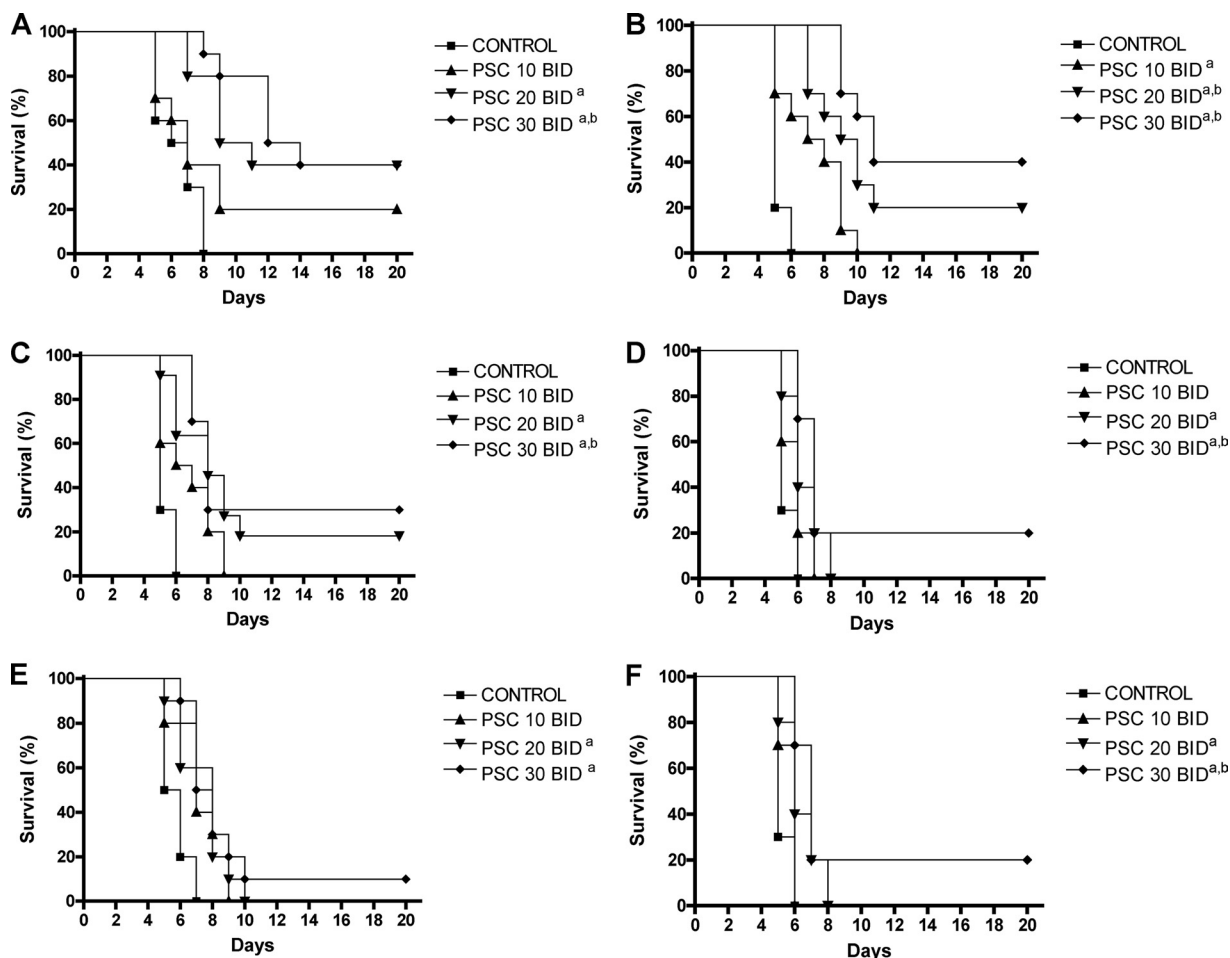 A
Survival (%)
100
80
60
40
20
0
0 2 4 6 8 10 12 14 16 18 20
Days
CONTROL
PSC 10 BID
PSC 20 BID a
PSC 30 BID a,b
B
Survival (%)
100
80
60
40
20
0
0 2 4 6 8 10 12 14 16 18 20
Days
CONTROL
PSC 10 BID a
PSC 20 BID a,b
PSC 30 BID a,b
C
Survival (%)
100
80
60
40
20
0
0 2 4 6 8 10 12 14 16 18 20
Days
CONTROL
PSC 10 BID
PSC 20 BID a
PSC 30 BID a,b
D
Survival (%)
100
80
60
40
20
0
0 2 4 6 8 10 12 14 16 18 20
Days
CONTROL
PSC 10 BID
PSC 20 BID a
PSC 30 BID a,b
E
Survival (%)
100
80
60
40
20
0
0 2 4 6 8 10 12 14 16 18 20
Days
CONTROL
PSC 10 BID
PSC 20 BID a
PSC 30 BID a
F
Survival (%)
100
80
60
40
20
0
0 2 4 6 8 10 12 14 16 18 20
Days
CONTROL
PSC 10 BID
PSC 20 BID a
PSC 30 BID a,b